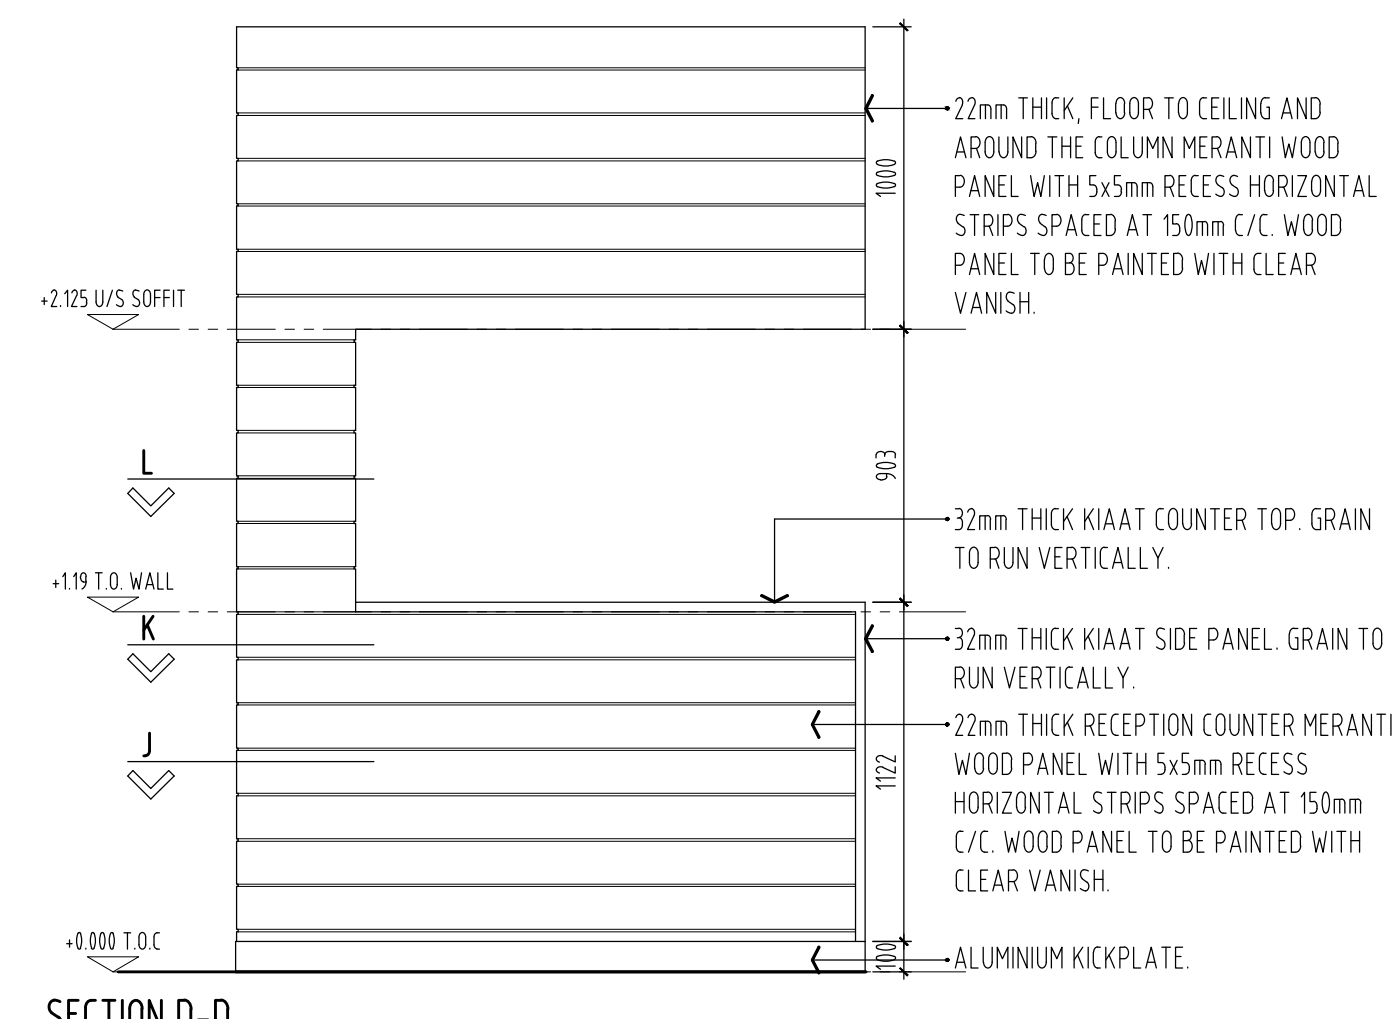 22mm THICK, FLOOR TO CEILING AND
AROUND THE COLUMN MERANTI WOOD
PANEL WITH 5x5mm RECESS HORIZONTAL
STRIPS SPACED AT 150mm C/C. WOOD
PANEL TO BE PAINTED WITH CLEAR
VANISH.
1000
+2.125 U/S SOFFIT
903
L
32mm THICK KIAAT COUNTER TOP. GRAIN
TO RUN VERTICALLY.
+1.19 T.O. WALL
K
32mm THICK KIAAT SIDE PANEL. GRAIN TO
RUN VERTICALLY.
22mm THICK RECEPTION COUNTER MERANTI
WOOD PANEL WITH 5x5mm RECESS
HORIZONTAL STRIPS SPACED AT 150mm
C/C. WOOD PANEL TO BE PAINTED WITH
CLEAR VANISH.
J
1122
+0.000 T.O.C
100
ALUMINIUM KICKPLATE.
SECTION D-D